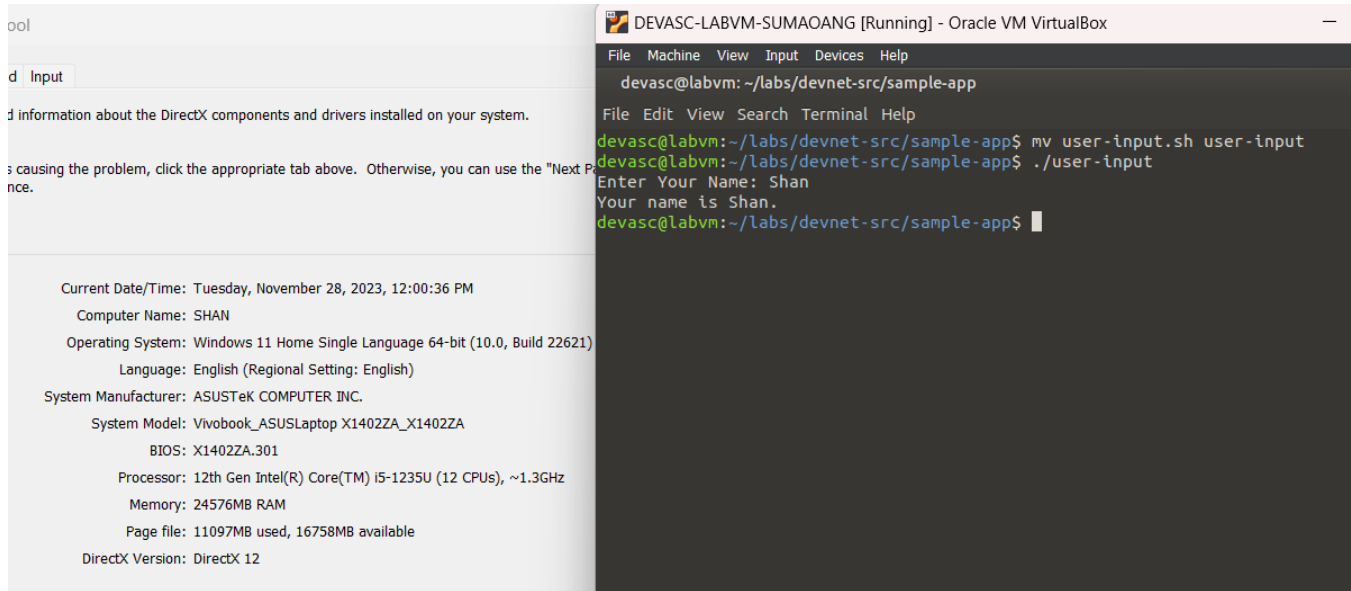 ool
d Input
d information about the DirectX components and drivers installed on your system.
s causing the problem, click the appropriate tab above. Otherwise, you can use the "Next Pa
nce.
Current Date/Time: Tuesday, November 28, 2023, 12:00:36 PM
Computer Name: SHAN
Operating System: Windows 11 Home Single Language 64-bit (10.0, Build 22621)
Language: English (Regional Setting: English)
System Manufacturer: ASUSTeK COMPUTER INC.
System Model: Vivobook_ASUSLaptop X1402ZA_X1402ZA
BIOS: X1402ZA.301
Processor: 12th Gen Intel(R) Core(TM) i5-1235U (12 CPUs), ~1.3GHz
Memory: 24576MB RAM
Page file: 11097MB used, 16758MB available
DirectX Version: DirectX 12
DEVASC-LABVM-SUMAOANG [Running] - Oracle VM VirtualBox
File Machine View Input Devices Help
devasc@labvm: ~/labs/devnet-src/sample-app
File Edit View Search Terminal Help
devasc@labvm:~/labs/devnet-src/sample-app$ mv user-input.sh user-input
devasc@labvm:~/labs/devnet-src/sample-app$ ./user-input
Enter Your Name: Shan
Your name is Shan.
devasc@labvm:~/labs/devnet-src/sample-app$